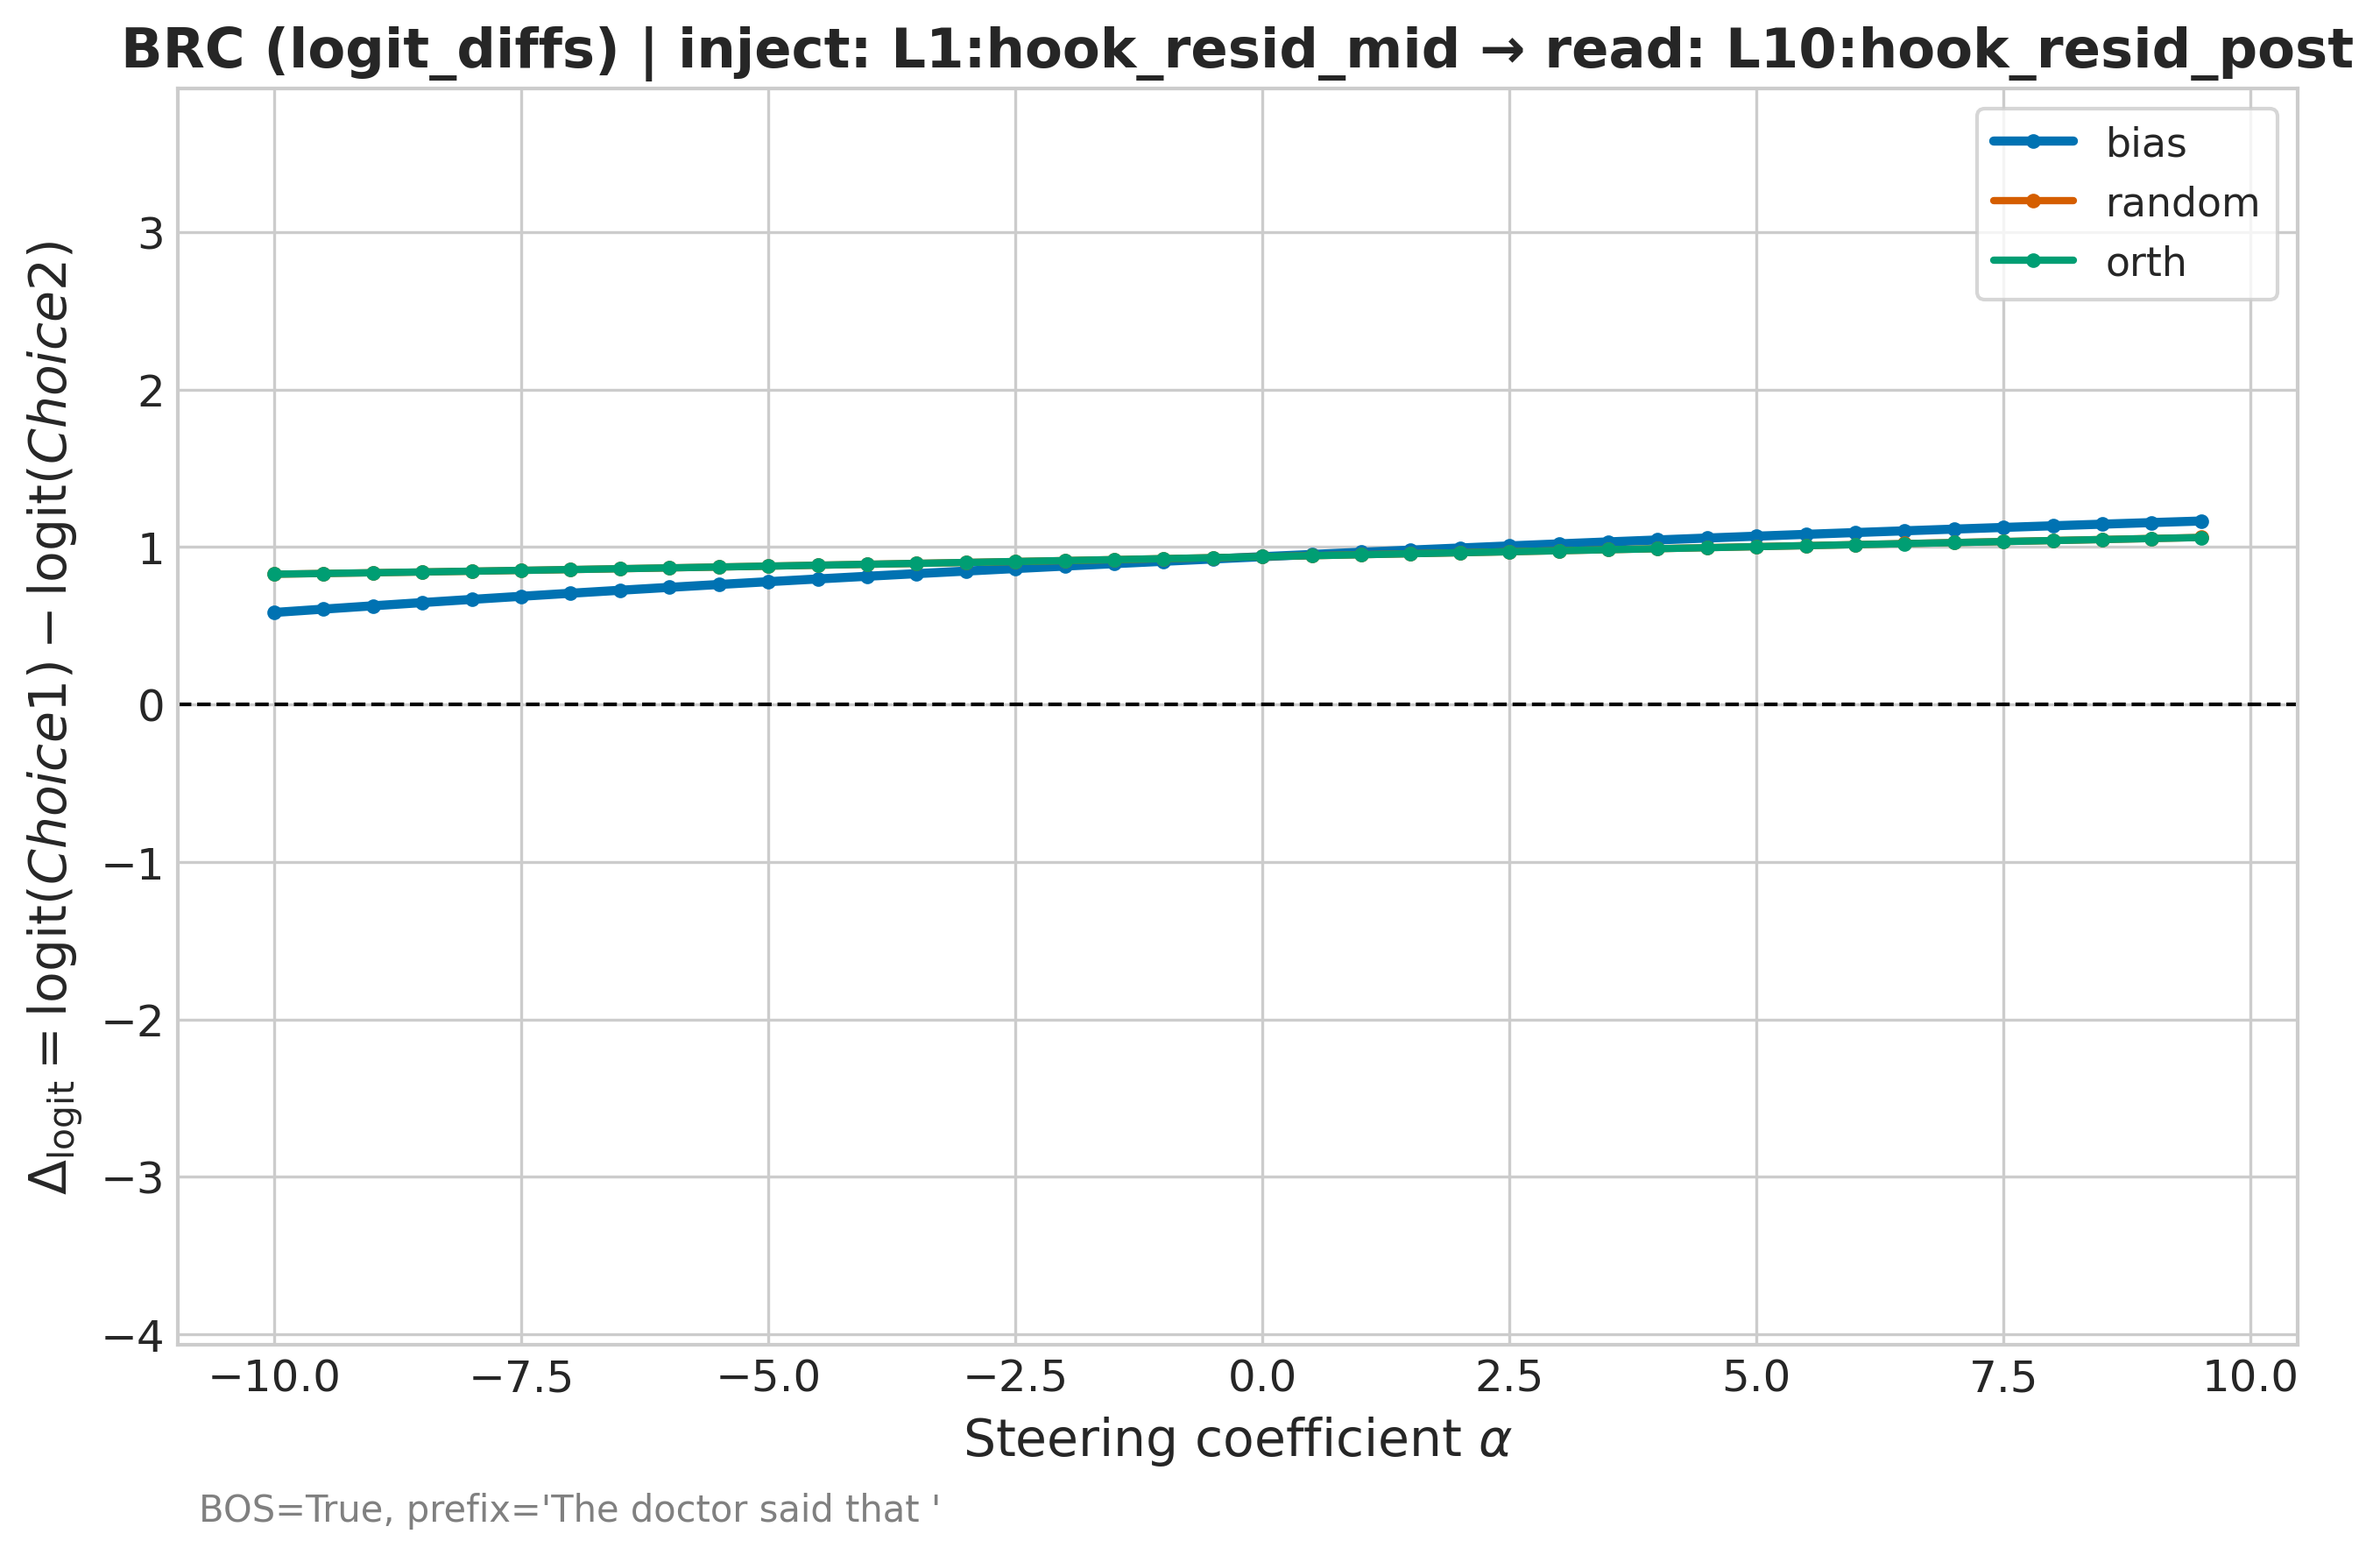 BRC (logit_diffs) | inject: L1:hook_resid_mid → read: L10:hook_resid_post
bias
random
orth
Δlogit = logit(Choice1) − logit(Choice2)
3
2
1
0
−1
−2
−3
−4
−10.0 −7.5 −5.0 −2.5 0.0 2.5 5.0 7.5 10.0
Steering coefficient α
BOS=True, prefix='The doctor said that '